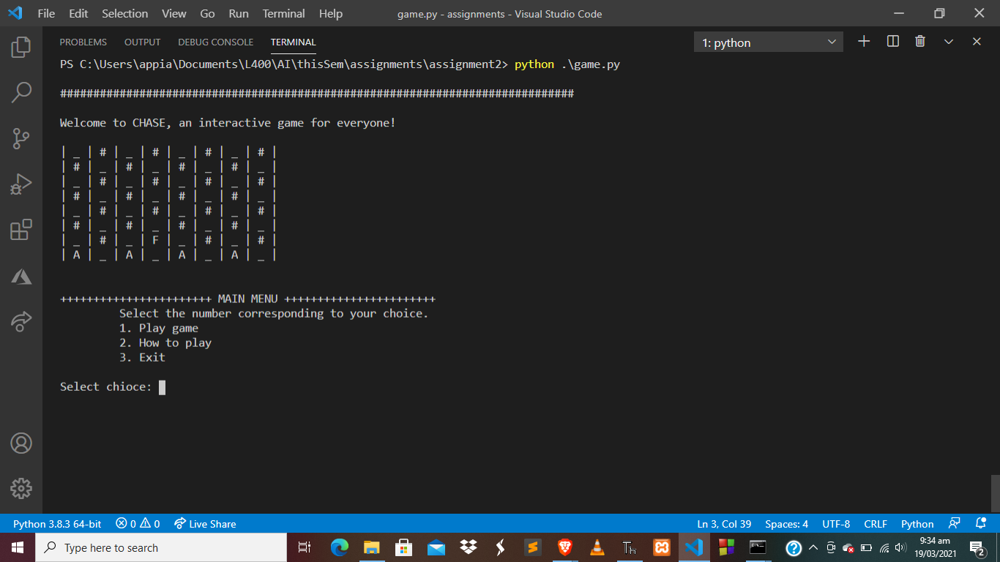 File Edit Selection View Go Run Terminal Help game.py - assignments - Visual Studio Code
PROBLEMS OUTPUT DEBUG CONSOLE TERMINAL 1: python
PS C:\Users\appia\Documents\L400\AI\thisSem\assignments\assignment2> python .\game.py
##############################################################################
Welcome to CHASE, an interactive game for everyone!
| _ | # | _ | # | _ | # | _ | # |
| # | _ | # | _ | # | _ | # | _ |
| _ | # | _ | # | _ | # | _ | # |
| # | _ | # | _ | # | _ | # | _ |
| _ | # | _ | # | _ | # | _ | # |
| # | _ | # | _ | # | _ | # | _ |
| _ | # | _ | F | _ | # | _ | # |
| A | _ | A | _ | A | _ | A | _ |
+++++++++++++++++++++++ MAIN MENU +++++++++++++++++++++++
Select the number corresponding to your choice.
1. Play game
2. How to play
3. Exit
Select chioce:
Python 3.8.3 64-bit 0 0 Live Share Ln 3, Col 39 Spaces: 4 UTF-8 CRLF Python
Type here to search Th 9:34 am
19/03/2021 2